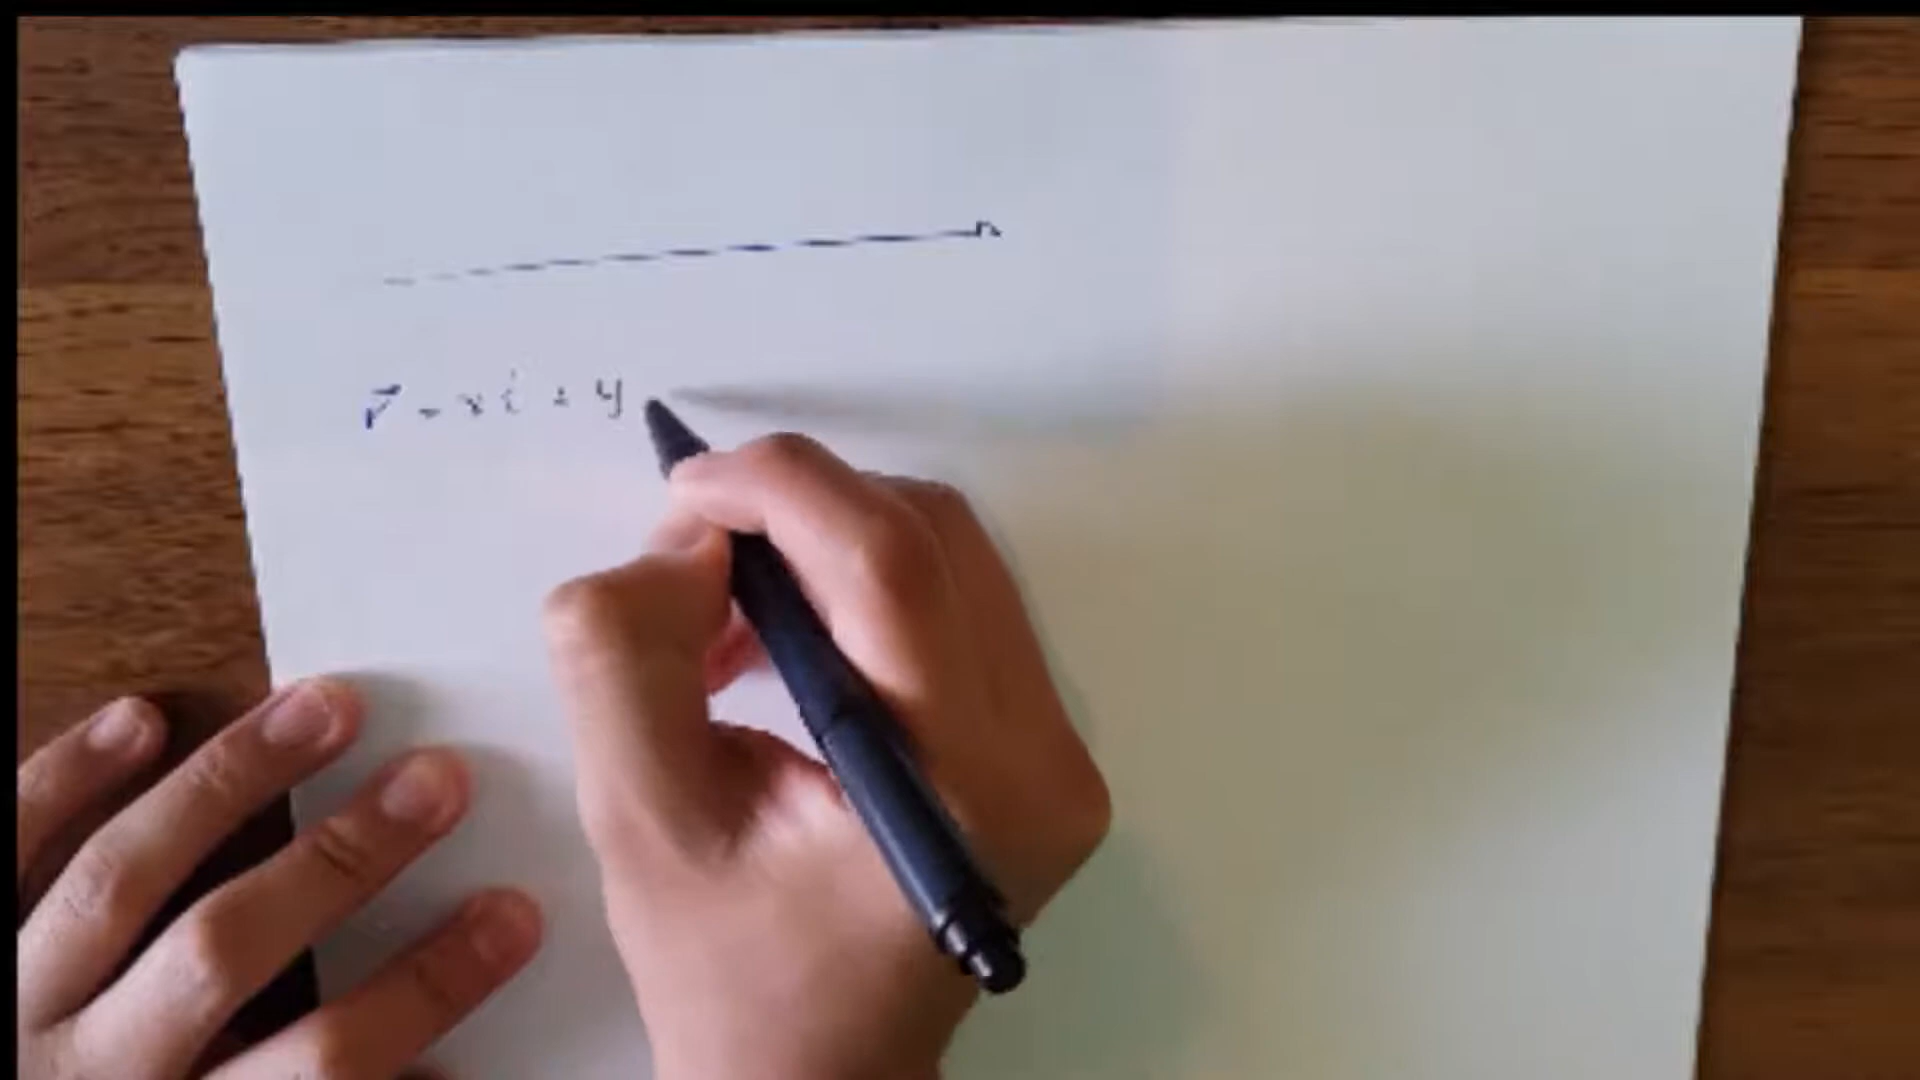 r⃗ = xi + y